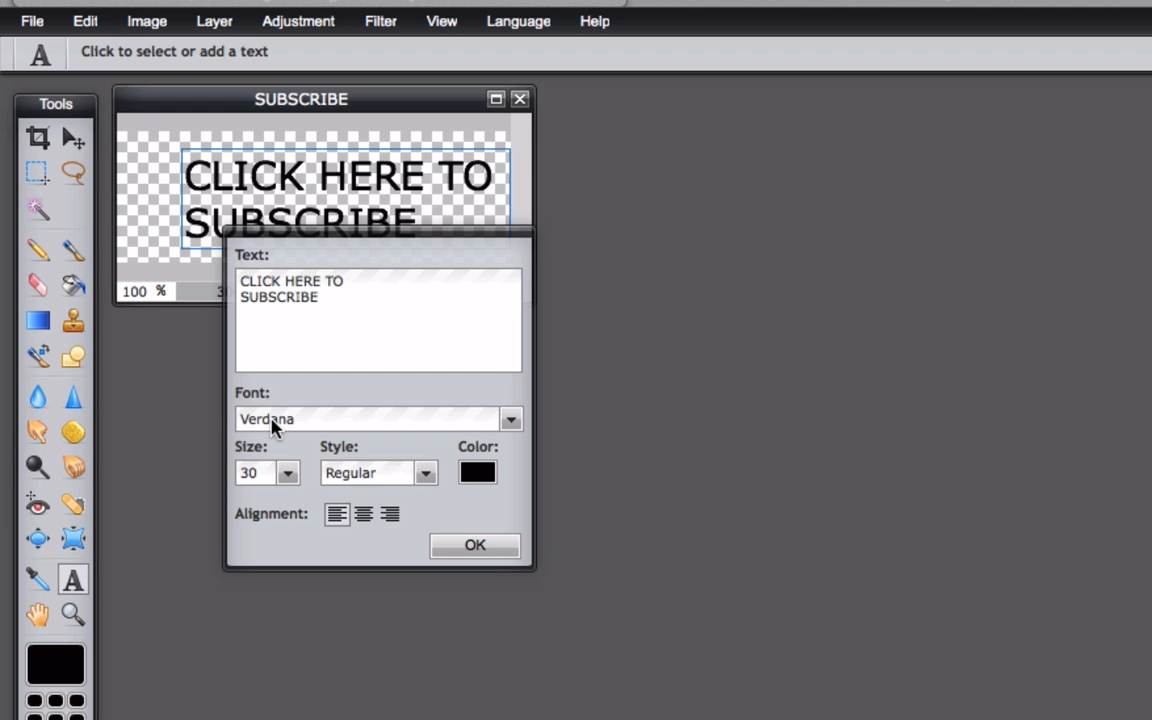 File Edit Image Layer Adjustment Filter View Language Help
A Click to select or add a text
Tools
SUBSCRIBE
CLICK HERE TO
SUBSCRIBE
100 %
Text:
CLICK HERE TO
SUBSCRIBE
Font:
Verdana
Size: Style: Color:
30 Regular
Alignment:
OK
A